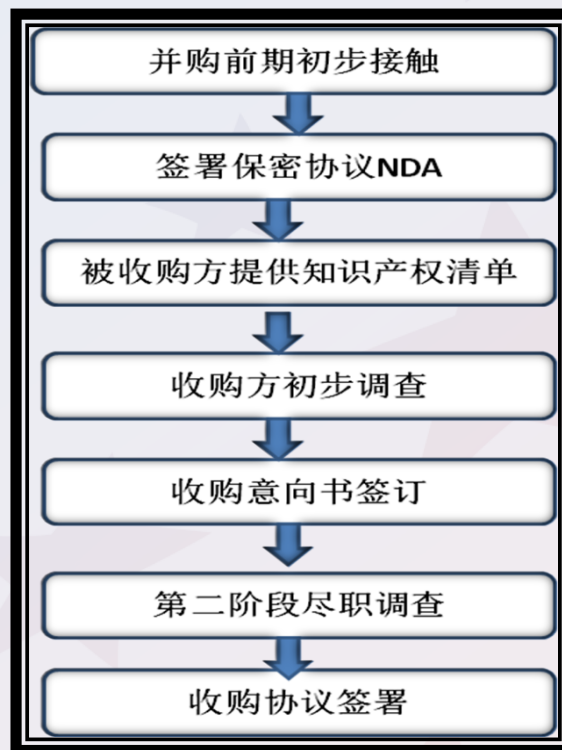 并购前期初步接触
签署保密协议NDA
被收购方提供知识产权清单
收购方初步调查
收购意向书签订
第二阶段尽职调查
收购协议签署